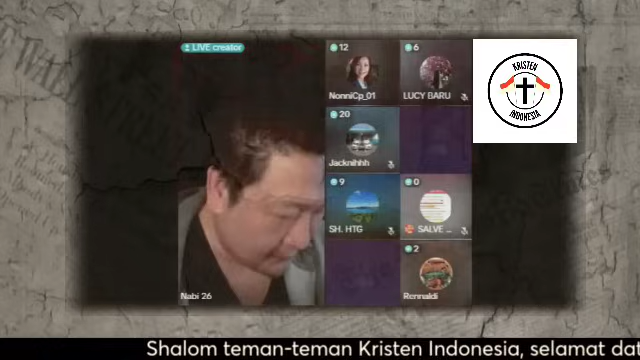 LIVE creator
12
NonniCp_01
6
LUCY BARU
20
Jacknihhh
9
SH. HTG
0
SALVE ...
2
Rennaldi
Nabi 26
KRISTEN
INDONESIA
Shalom teman-teman Kristen Indonesia, selamat dat